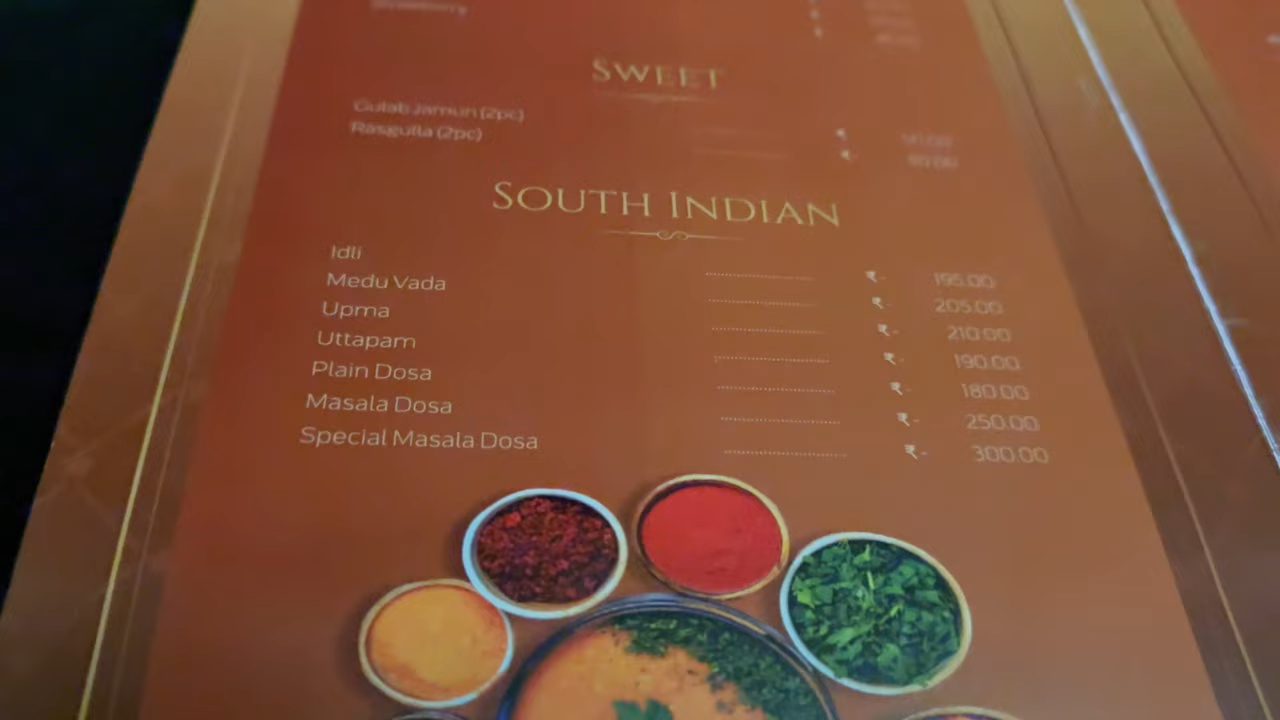 SWEET
Gulab Jamun (2pc) ₹-
Rasgulla (2pc) ₹-
SOUTH INDIAN
Idli ₹- 195.00
Medu Vada ₹- 205.00
Upma ₹- 210.00
Uttapam ₹- 190.00
Plain Dosa ₹- 180.00
Masala Dosa ₹- 250.00
Special Masala Dosa ₹- 300.00